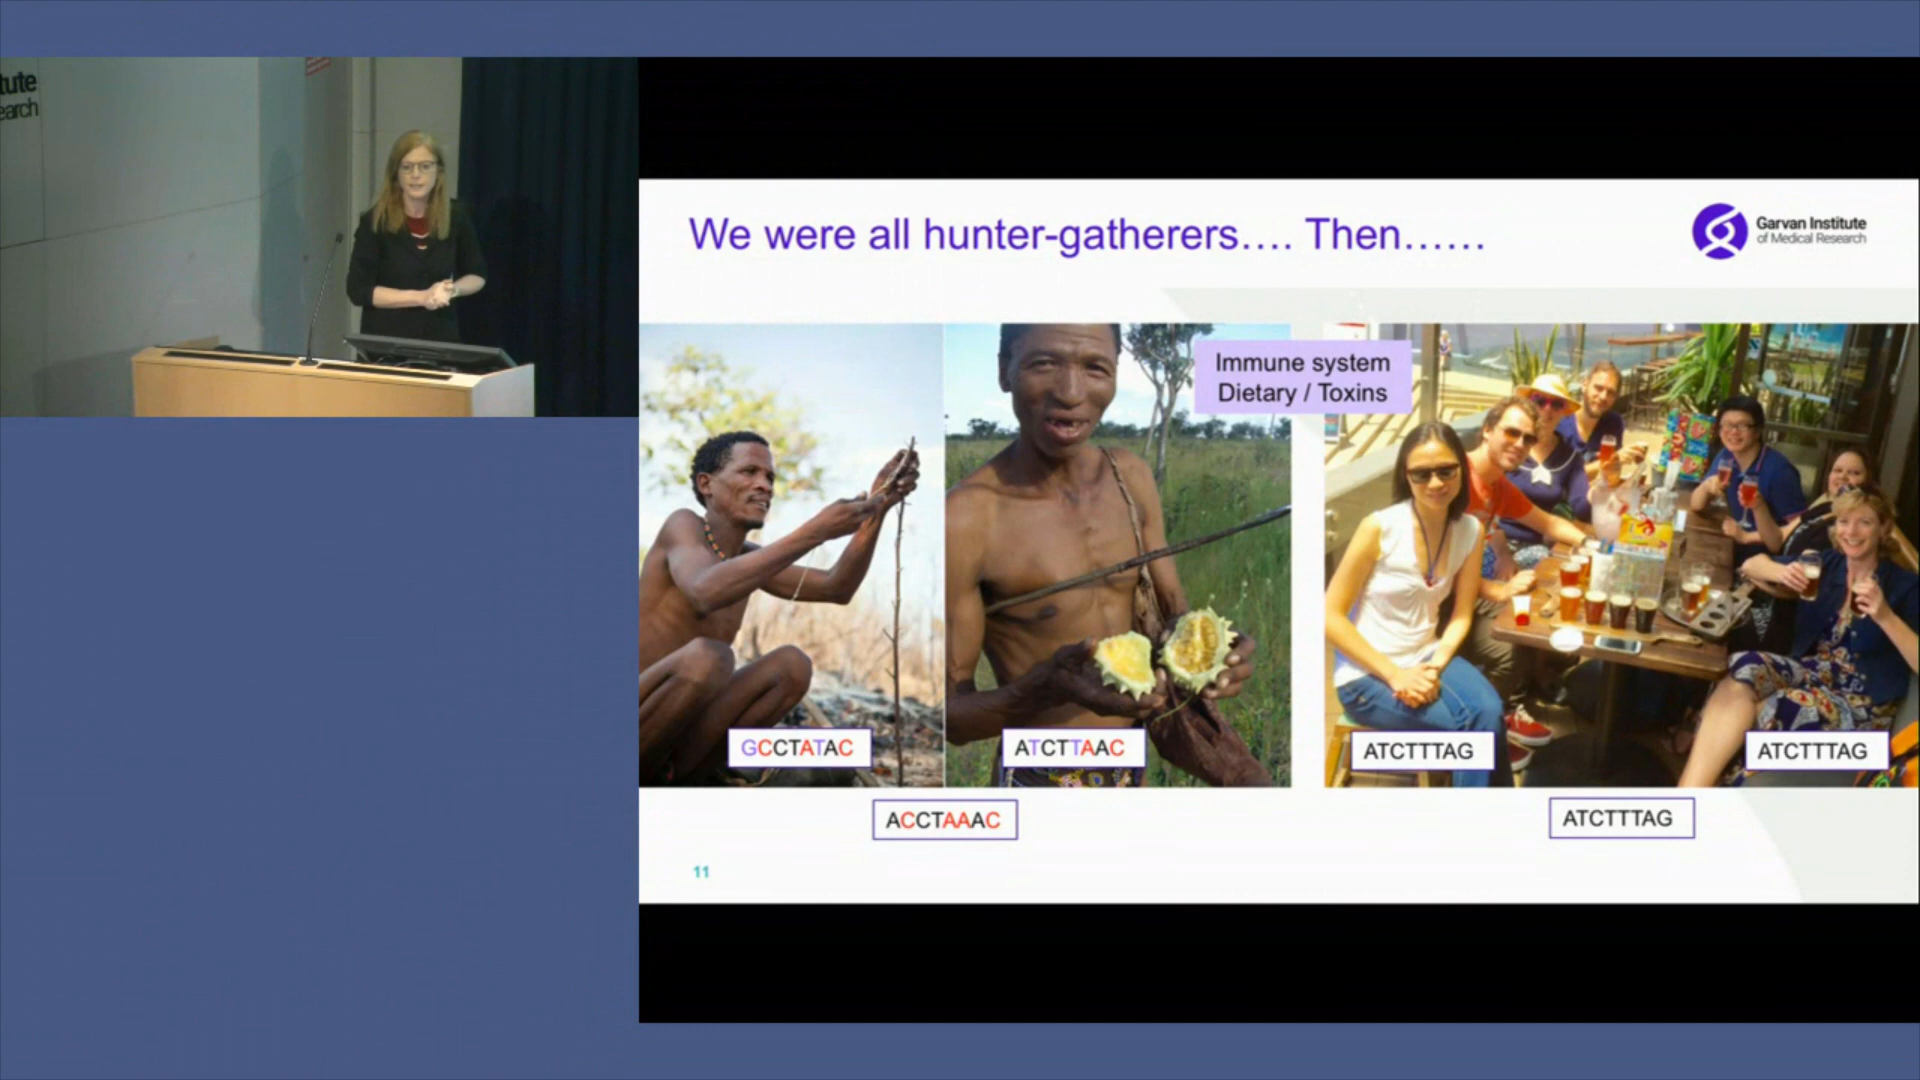 tute
earch
We were all hunter-gatherers.... Then......
Garvan Institute
of Medical Research
Immune system
Dietary / Toxins
GCCTATAC
ATCTTAAC
ATCTTTAG
ATCTTTAG
ACCTAAAC
ATCTTTAG
11